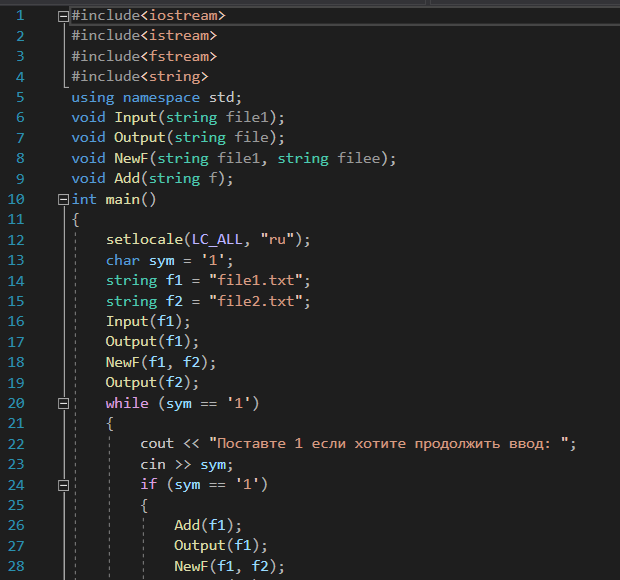 1 #include<iostream>
2 #include<istream>
3 #include<fstream>
4 #include<string>
5 using namespace std;
6 void Input(string file1);
7 void Output(string file);
8 void NewF(string file1, string filee);
9 void Add(string f);
10 int main()
11 {
12 setlocale(LC_ALL, "ru");
13 char sym = '1';
14 string f1 = "file1.txt";
15 string f2 = "file2.txt";
16 Input(f1);
17 Output(f1);
18 NewF(f1, f2);
19 Output(f2);
20 while (sym == '1')
21 {
22 cout << "Поставте 1 если хотите продолжить ввод: ";
23 cin >> sym;
24 if (sym == '1')
25 {
26 Add(f1);
27 Output(f1);
28 NewF(f1, f2);